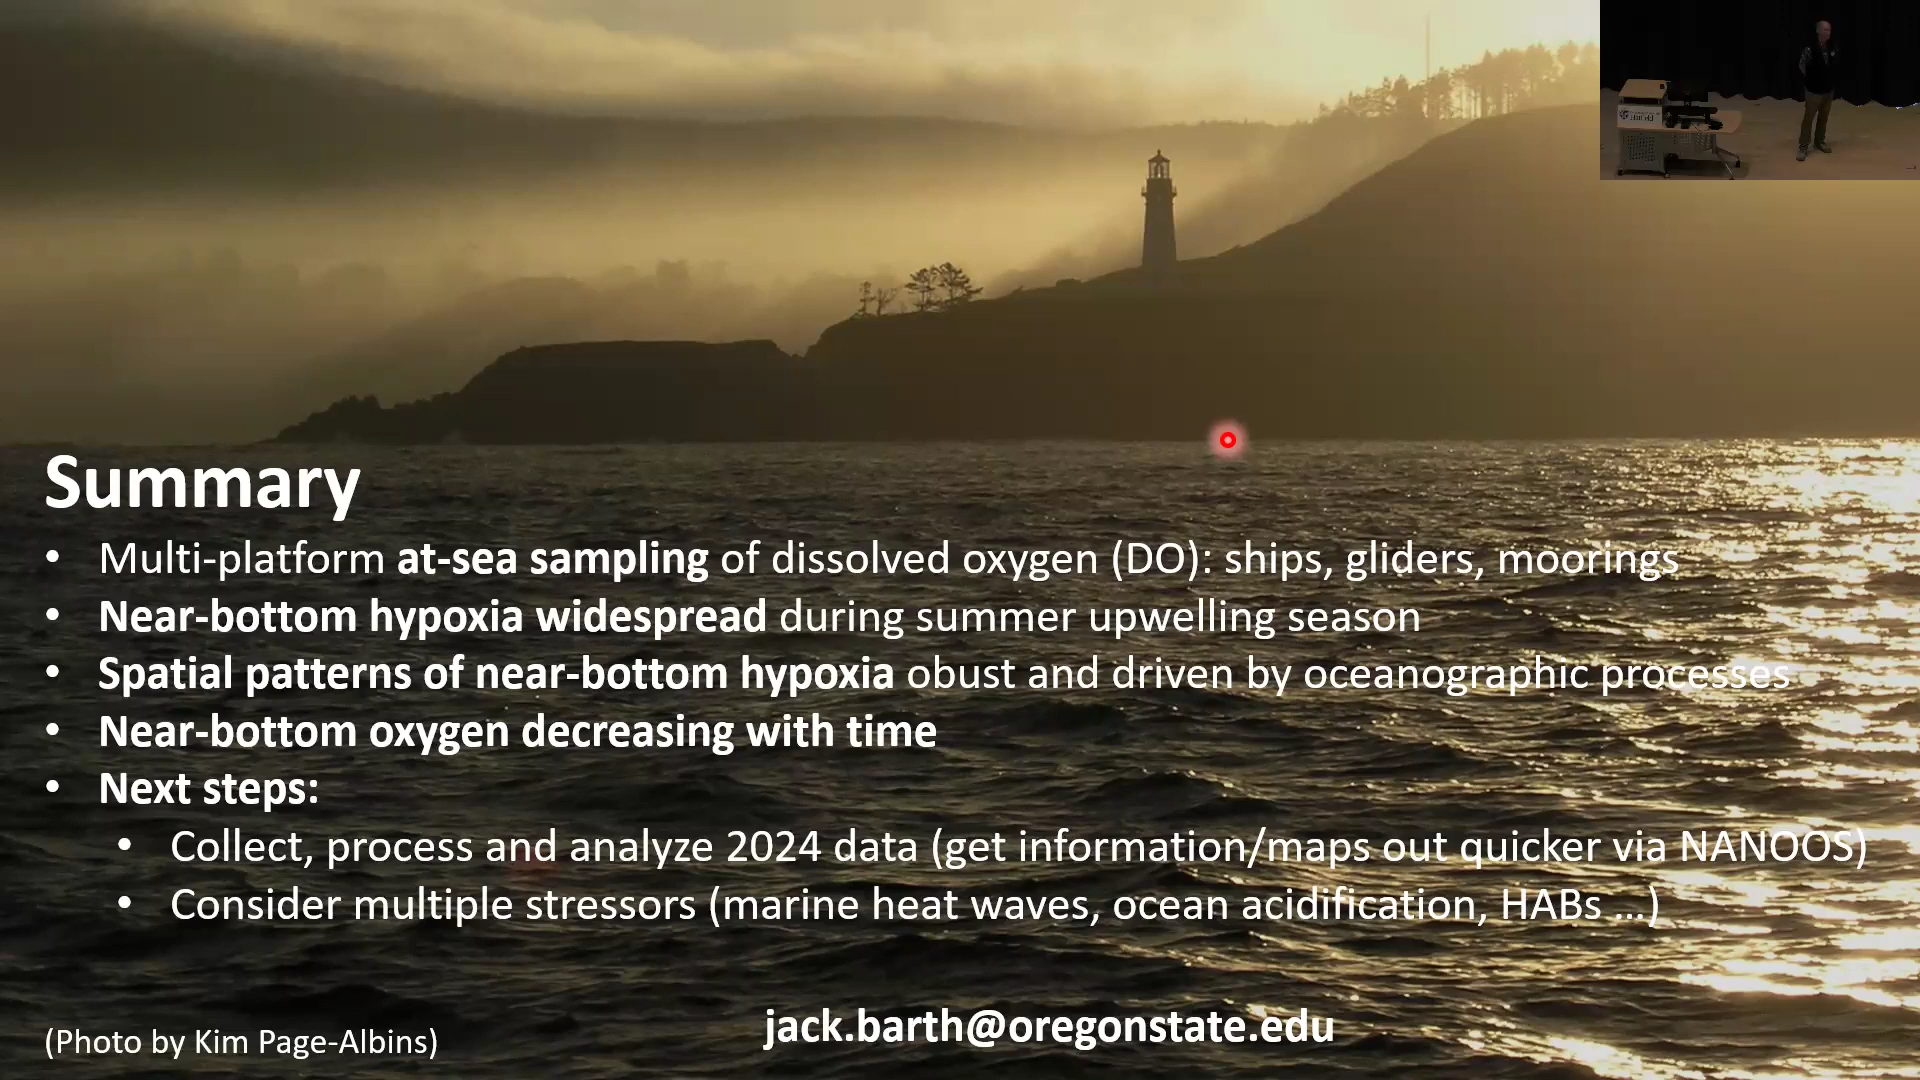 Summary
• Multi-platform at-sea sampling of dissolved oxygen (DO): ships, gliders, moorings
• Near-bottom hypoxia widespread during summer upwelling season
• Spatial patterns of near-bottom hypoxia obust and driven by oceanographic processes
• Near-bottom oxygen decreasing with time
• Next steps:
• Collect, process and analyze 2024 data (get information/maps out quicker via NANOOS)
• Consider multiple stressors (marine heat waves, ocean acidification, HABs ...)
jack.barth@oregonstate.edu
(Photo by Kim Page-Albins)